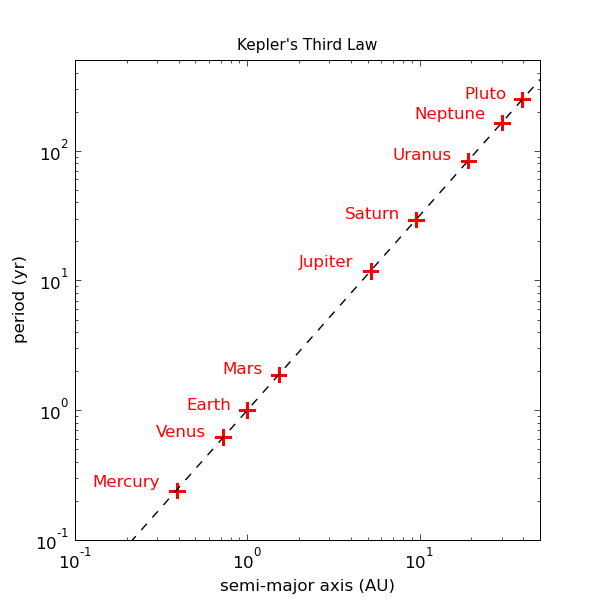 Kepler's Third Law
Pluto
Neptune
Uranus
Saturn
Jupiter
Mars
Earth
Venus
Mercury
period (yr)
10^2
10^1
10^0
10^-1
10^-1 10^0 10^1
semi-major axis (AU)